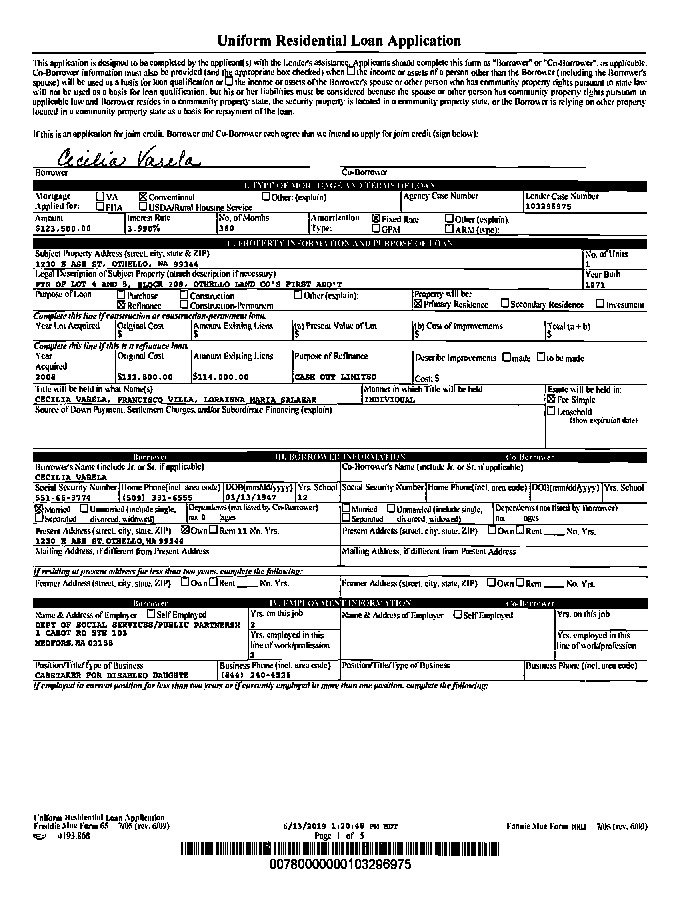 Uniform Residential Loan Application
This application is designed to be completed by the applicant(s) with the Lender's assistance. Applicants should complete this form as "Borrower" or "Co-Borrower", as applicable.
Co-Borrower information must also be provided (and the appropriate box checked) when ☐ the income or assets of a person other than the Borrower (including the Borrower's
spouse) will be used as a basis for loan qualification or ☐ the income or assets of the Borrower's spouse or other person who has community property rights pursuant to state law
will not be used as a basis for loan qualification, but his or her liabilities must be considered because the spouse or other person has community property rights pursuant to
applicable law and Borrower resides in a community property state, the security property is located in a community property state, or the Borrower is relying on other property
located in a community property state as a basis for repayment of the loan.
If this is an application for joint credit, Borrower and Co-Borrower each agree that we intend to apply for joint credit (sign below):
Cecilia Varela
Borrower Co-Borrower
I. TYPE OF MORTGAGE AND TERMS OF LOAN
Mortgage ☐ VA ☒ Conventional ☐ Other: (explain) Agency Case Number Lender Case Number
Applied for: ☐ FHA ☐ USDA/Rural Housing Service 103296975
Amount Interest Rate No. of Months Amortization ☒ Fixed Rate ☐ Other (explain):
$123,500.00 3.990% 360 Type: ☐ GPM ☐ ARM (type):
II. PROPERTY INFORMATION AND PURPOSE OF LOAN
Subject Property Address (street, city, state & ZIP) No. of Units
1230 E ASH ST, OTHELLO, WA 99344 1
Legal Description of Subject Property (attach description if necessary) Year Built
PTN OF LOT 4 AND 5, BLOCK 208, OTHELLO LAND CO'S FIRST ADD'T 1971
Purpose of Loan ☐ Purchase ☐ Construction ☐ Other (explain): Property will be:
☒ Refinance ☐ Construction-Permanent ☒ Primary Residence ☐ Secondary Residence ☐ Investment
Complete this line if construction or construction-permanent loan.
Year Lot Acquired Original Cost Amount Existing Liens (a) Present Value of Lot (b) Cost of Improvements Total (a + b)
$ $ $ $ $
Complete this line if this is a refinance loan.
Year Original Cost Amount Existing Liens Purpose of Refinance Describe Improvements ☐ made ☐ to be made
Acquired
2008 $114,000.00 CASH OUT LIMITED Cost: $
Title will be held in what Name(s) Manner in which Title will be held Estate will be held in:
CECILIA VARELA, FRANCISCO VILLA, MARIA SALAZAR INDIVIDUAL ☒ Fee Simple
Source of Down Payment, Settlement Charges, and/or Subordinate Financing (explain) ☐ Leasehold
(show expiration date)
Borrower III. BORROWER INFORMATION Co-Borrower
Borrower's Name (include Jr. or Sr. if applicable) Co-Borrower's Name (include Jr. or Sr. if applicable)
CECILIA VARELA
Social Security Number Home Phone(incl. area code) DOB(mm/dd/yyyy) Yrs. School Social Security Number Home Phone(incl. area code) DOB(mm/dd/yyyy) Yrs. School
551-65-3774 (509) 331-6555 01/13/1947 12
☒ Married ☐ Unmarried (include single, Dependents (not listed by Co-Borrower) ☐ Married ☐ Unmarried (include single, Dependents (not listed by Borrower)
☐ Separated divorced, widowed) no. 0 ages ☐ Separated divorced, widowed) no. ages
Present Address (street, city, state, ZIP) ☒ Own ☐ Rent 11 No. Yrs. Present Address (street, city, state, ZIP) ☐ Own ☐ Rent ____ No. Yrs.
1230 E ASH ST, OTHELLO, WA 99344
Mailing Address, if different from Present Address Mailing Address, if different from Present Address
If residing at present address for less than two years, complete the following:
Former Address (street, city, state, ZIP) ☐ Own ☐ Rent ____ No. Yrs. Former Address (street, city, state, ZIP) ☐ Own ☐ Rent ____ No. Yrs.
Borrower IV. EMPLOYMENT INFORMATION Co-Borrower
Name & Address of Employer ☐ Self Employed Yrs. on this job Name & Address of Employer ☐ Self Employed Yrs. on this job
DEPT OF SOCIAL SERVICES/PUBLIC PARTNERSH
1 CABOT RD STE 102 Yrs. employed in this Yrs. employed in this
MEDFORD, MA 02155 line of work/profession line of work/profession
Position/Title/Type of Business Business Phone (incl. area code) Position/Title/Type of Business Business Phone (incl. area code)
CARETAKER FOR DISABLED DAUGHTE
If employed in current position for less than two years or if currently employed in more than one position, complete the following:
Uniform Residential Loan Application
Freddie Mac Form 65 7/05 (rev. 6/09) 6/13/2019 1:20:48 PM Fannie Mae Form 1003 7/05 (rev. 6/09)
4193.868 Page 1 of 5
00780000000103296975